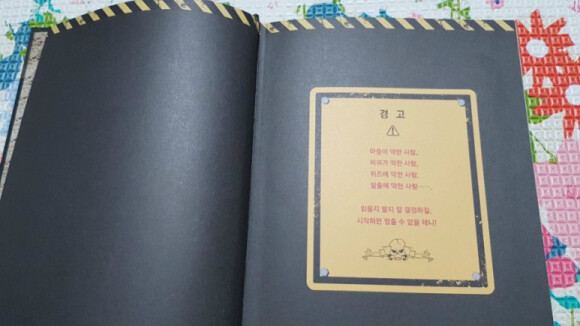 경고
마음이 약한 사람,
비위가 약한 사람,
퀴즈에 약한 사람,
탈출에 약한 사람……,
읽을지 말지 잘 결정하길.
시작하면 멈출 수 없을 테니!